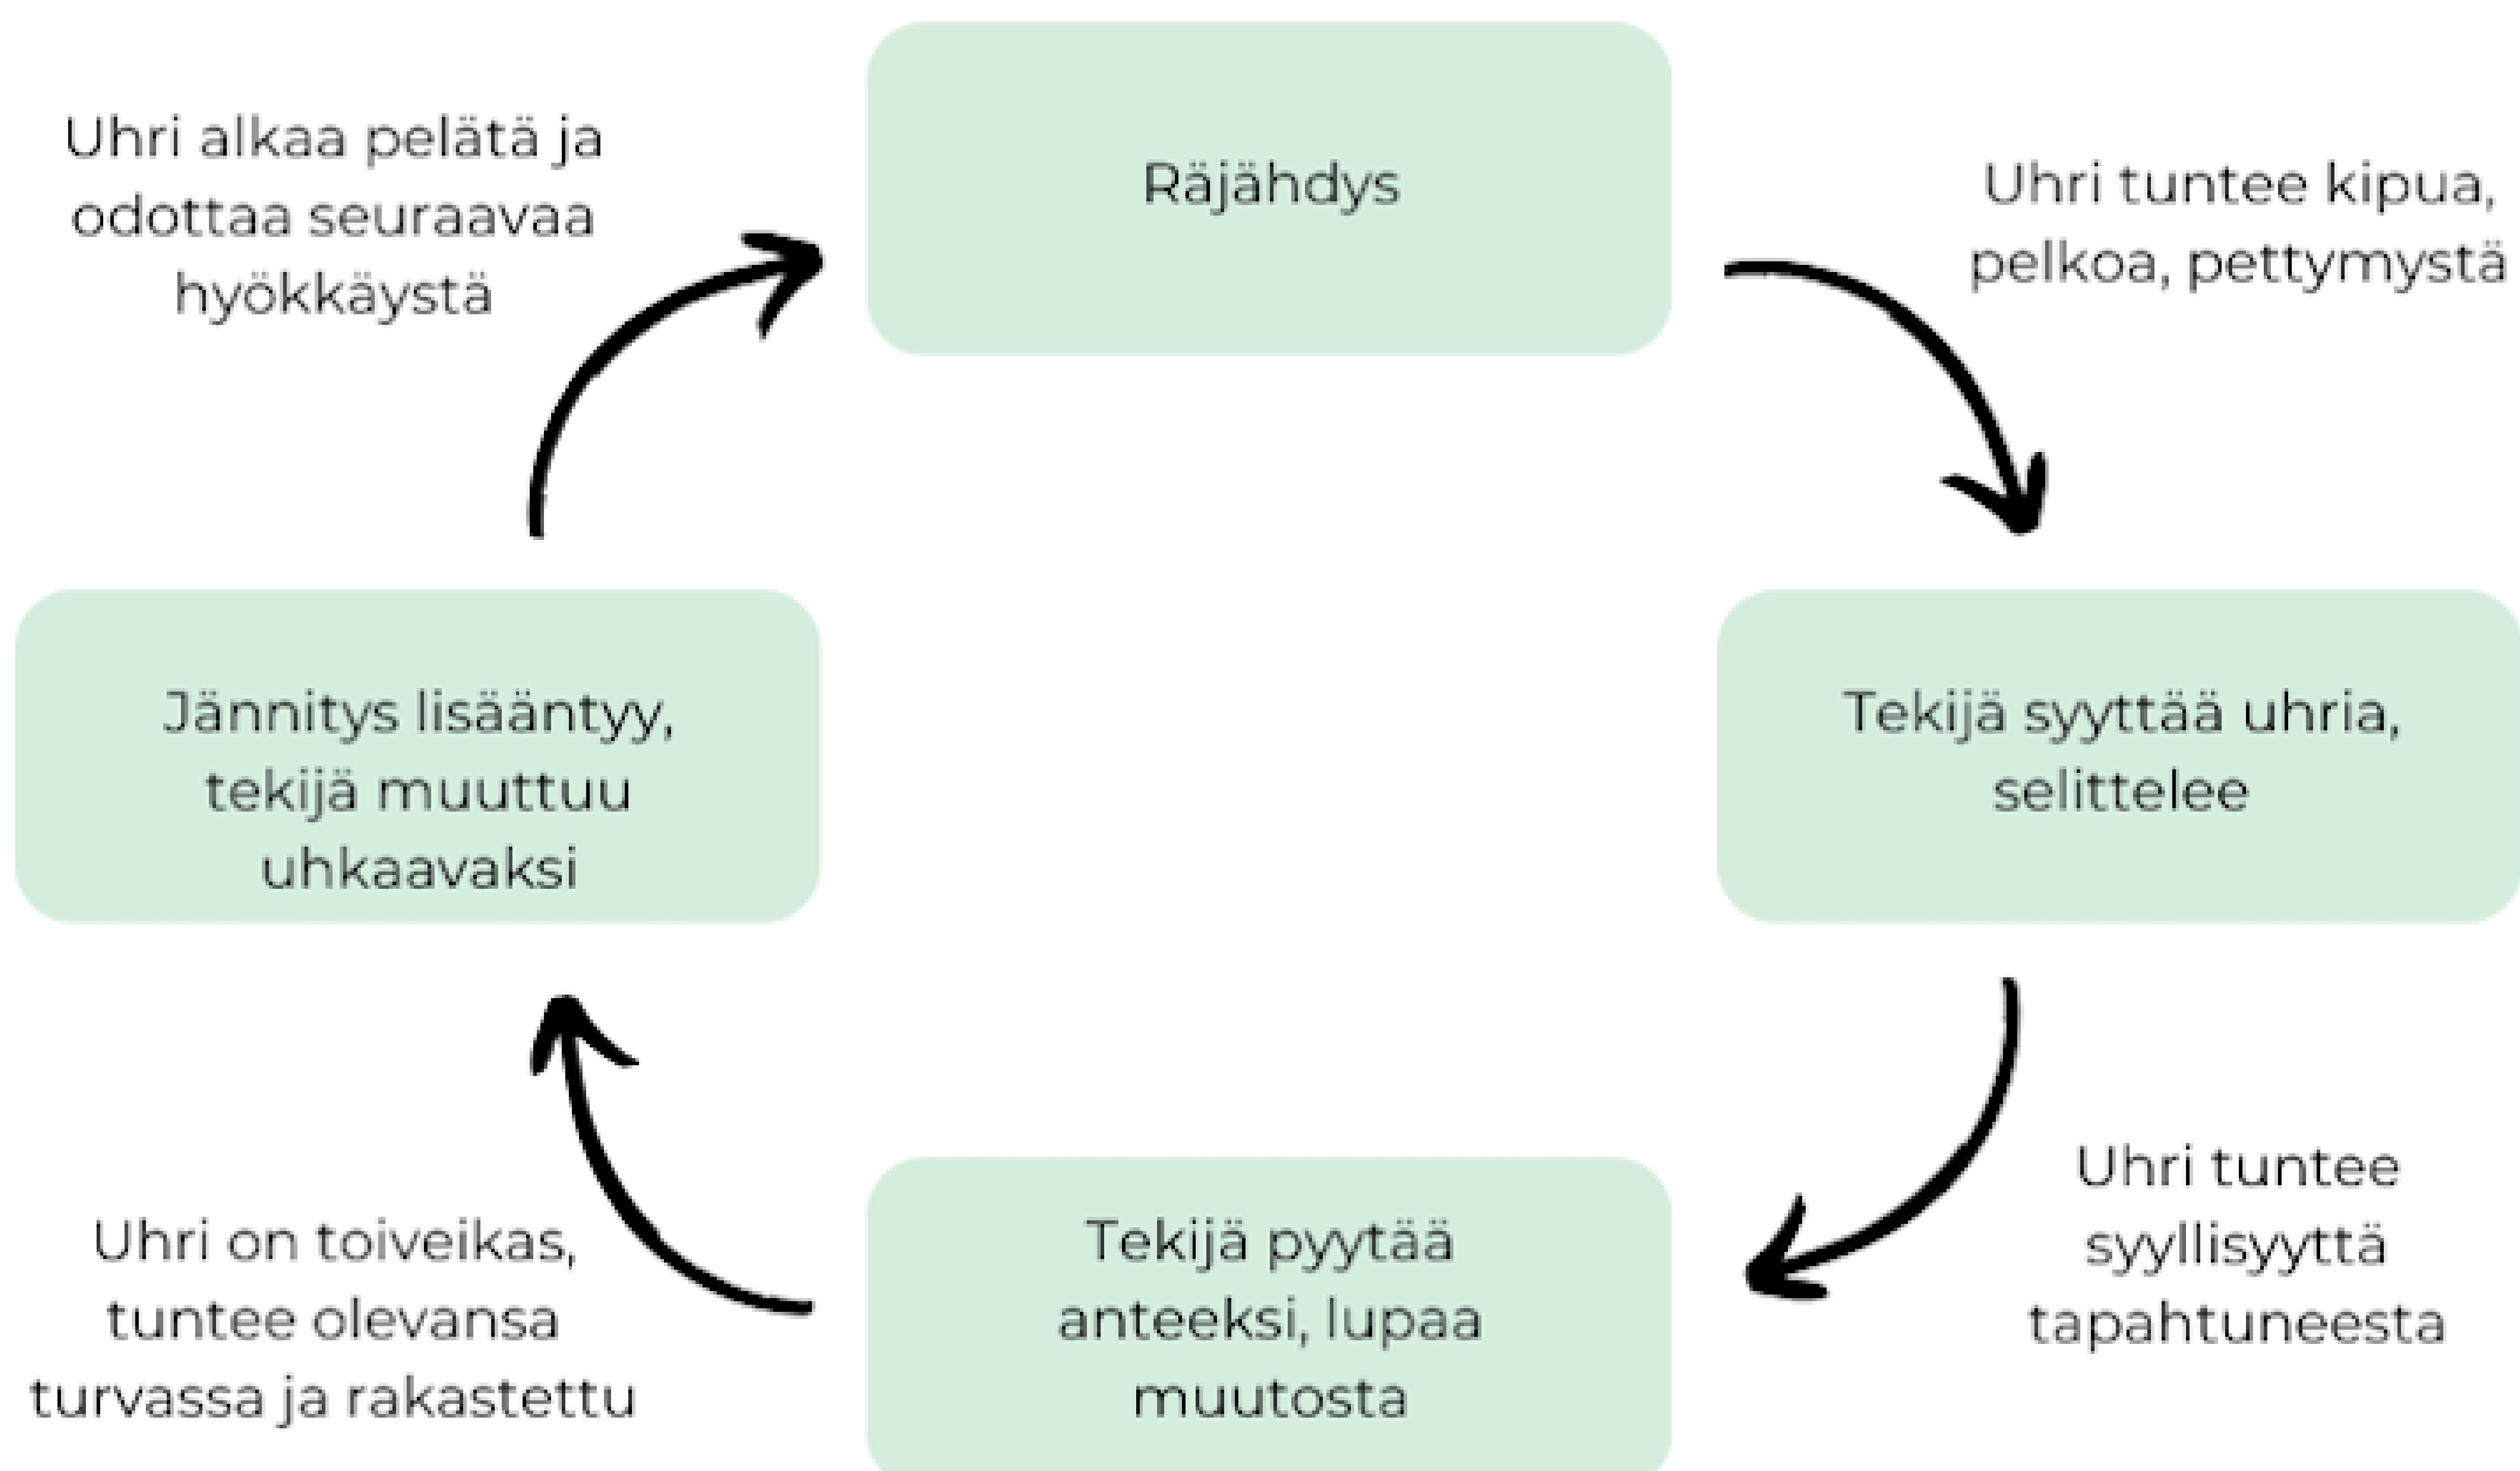 Räjähdys
Uhri tuntee kipua,
pelkoa, pettymystä
Tekijä syyttää uhria,
selittelee
Uhri tuntee
syyllisyyttä
tapahtuneesta
Tekijä pyytää
anteeksi, lupaa
muutosta
Uhri on toiveikas,
tuntee olevansa
turvassa ja rakastettu
Jännitys lisääntyy,
tekijä muuttuu
uhkaavaksi
Uhri alkaa pelätä ja
odottaa seuraavaa
hyökkäystä